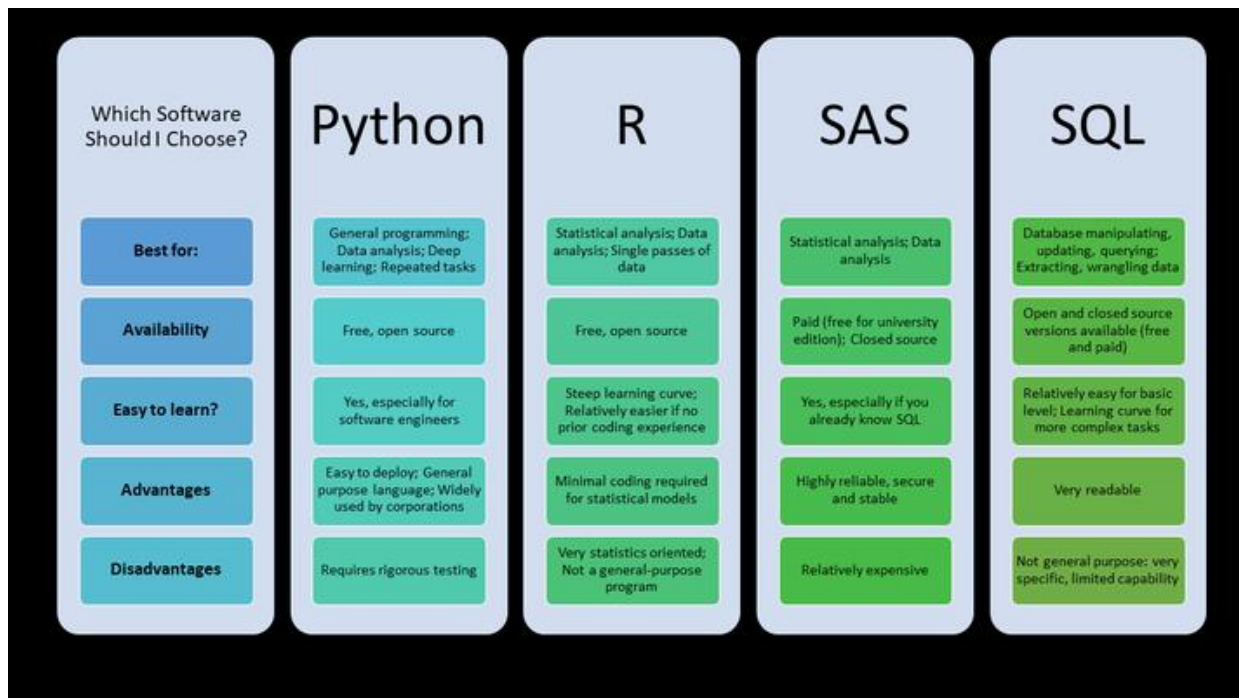 Which Software
Should I Choose?
Python
R
SAS
SQL
Best for:
General programming;
Data analysis; Deep
learning; Repeated tasks
Statistical analysis; Data
analysis; Single passes of
data
Statistical analysis; Data
analysis
Database manipulating,
updating, querying;
Extracting, wrangling data
Availability
Free, open source
Free, open source
Paid (free for university
edition); Closed source
Open and closed source
versions available (free
and paid)
Easy to learn?
Yes, especially for
software engineers
Steep learning curve;
Relatively easier if no
prior coding experience
Yes, especially if you
already know SQL
Relatively easy for basic
level; Learning curve for
more complex tasks
Advantages
Easy to deploy; General
purpose language; Widely
used by corporations
Minimal coding required
for statistical models
Highly reliable, secure
and stable
Very readable
Disadvantages
Requires rigorous testing
Very statistics oriented;
Not a general-purpose
program
Relatively expensive
Not general purpose: very
specific, limited capability